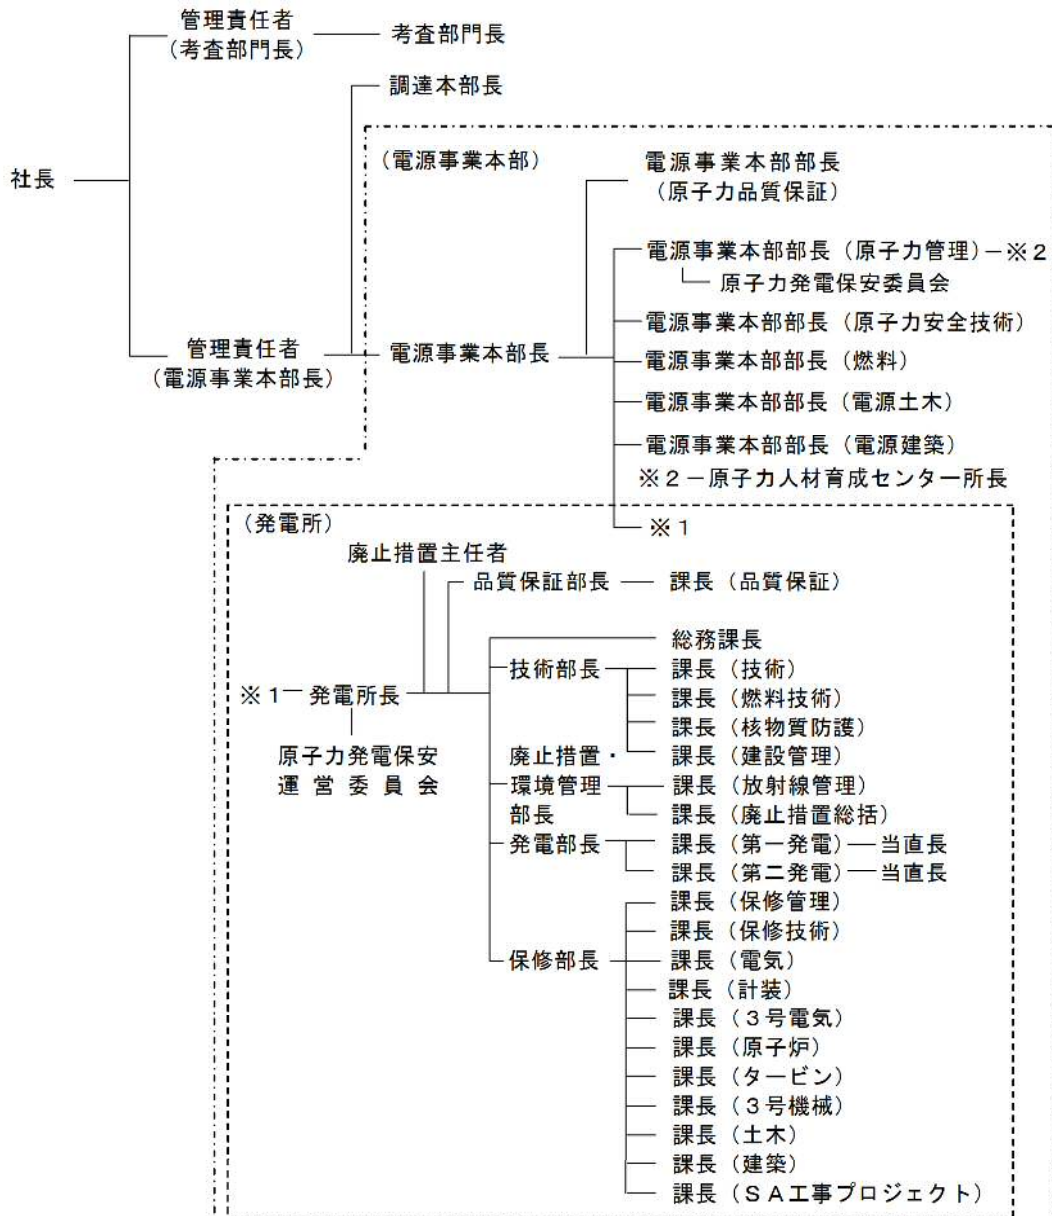 管理責任者
（考査部門長）
考査部門長
調達本部長
社長
（電源事業本部）
電源事業本部部長
（原子力品質保証）
電源事業本部部長（原子力管理）－※２
原子力発電保安委員会
電源事業本部部長（原子力安全技術）
管理責任者
（電源事業本部長）
電源事業本部長
電源事業本部部長（燃料）
電源事業本部部長（電源土木）
電源事業本部部長（電源建築）
※２－原子力人材育成センター所長
※１
（発電所）
廃止措置主任者
品質保証部長
課長（品質保証）
総務課長
技術部長
課長（技術）
課長（燃料技術）
課長（核物質防護）
課長（建設管理）
※１
発電所長
原子力発電保安
運営委員会
廃止措置・
環境管理
部長
課長（放射線管理）
課長（廃止措置総括）
発電部長
課長（第一発電）
当直長
課長（第二発電）
当直長
保修部長
課長（保修管理）
課長（保修技術）
課長（電気）
課長（計装）
課長（３号電気）
課長（原子炉）
課長（タービン）
課長（３号機械）
課長（土木）
課長（建築）
課長（ＳＡ工事プロジェクト）